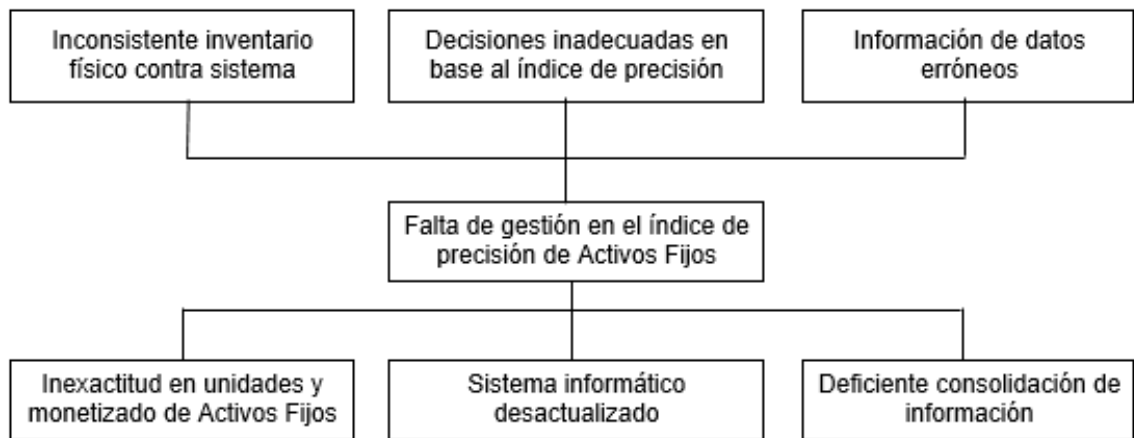 Inconsistente inventario
físico contra sistema
Decisiones inadecuadas en
base al índice de precisión
Información de datos
erróneos
Falta de gestión en el índice de
precisión de Activos Fijos
Inexactitud en unidades y
monetizado de Activos Fijos
Sistema informático
desactualizado
Deficiente consolidación de
información